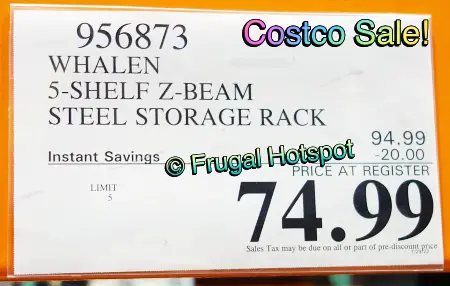 956873
Costco Sale!
WHALEN
5-SHELF Z-BEAM
STEEL STORAGE RACK
94.99
Instant Savings
-20.00
© Frugal Hotspot
PRICE AT REGISTER
LIMIT
5
74.99
Sales Tax may be due on all or part of pre-discount price